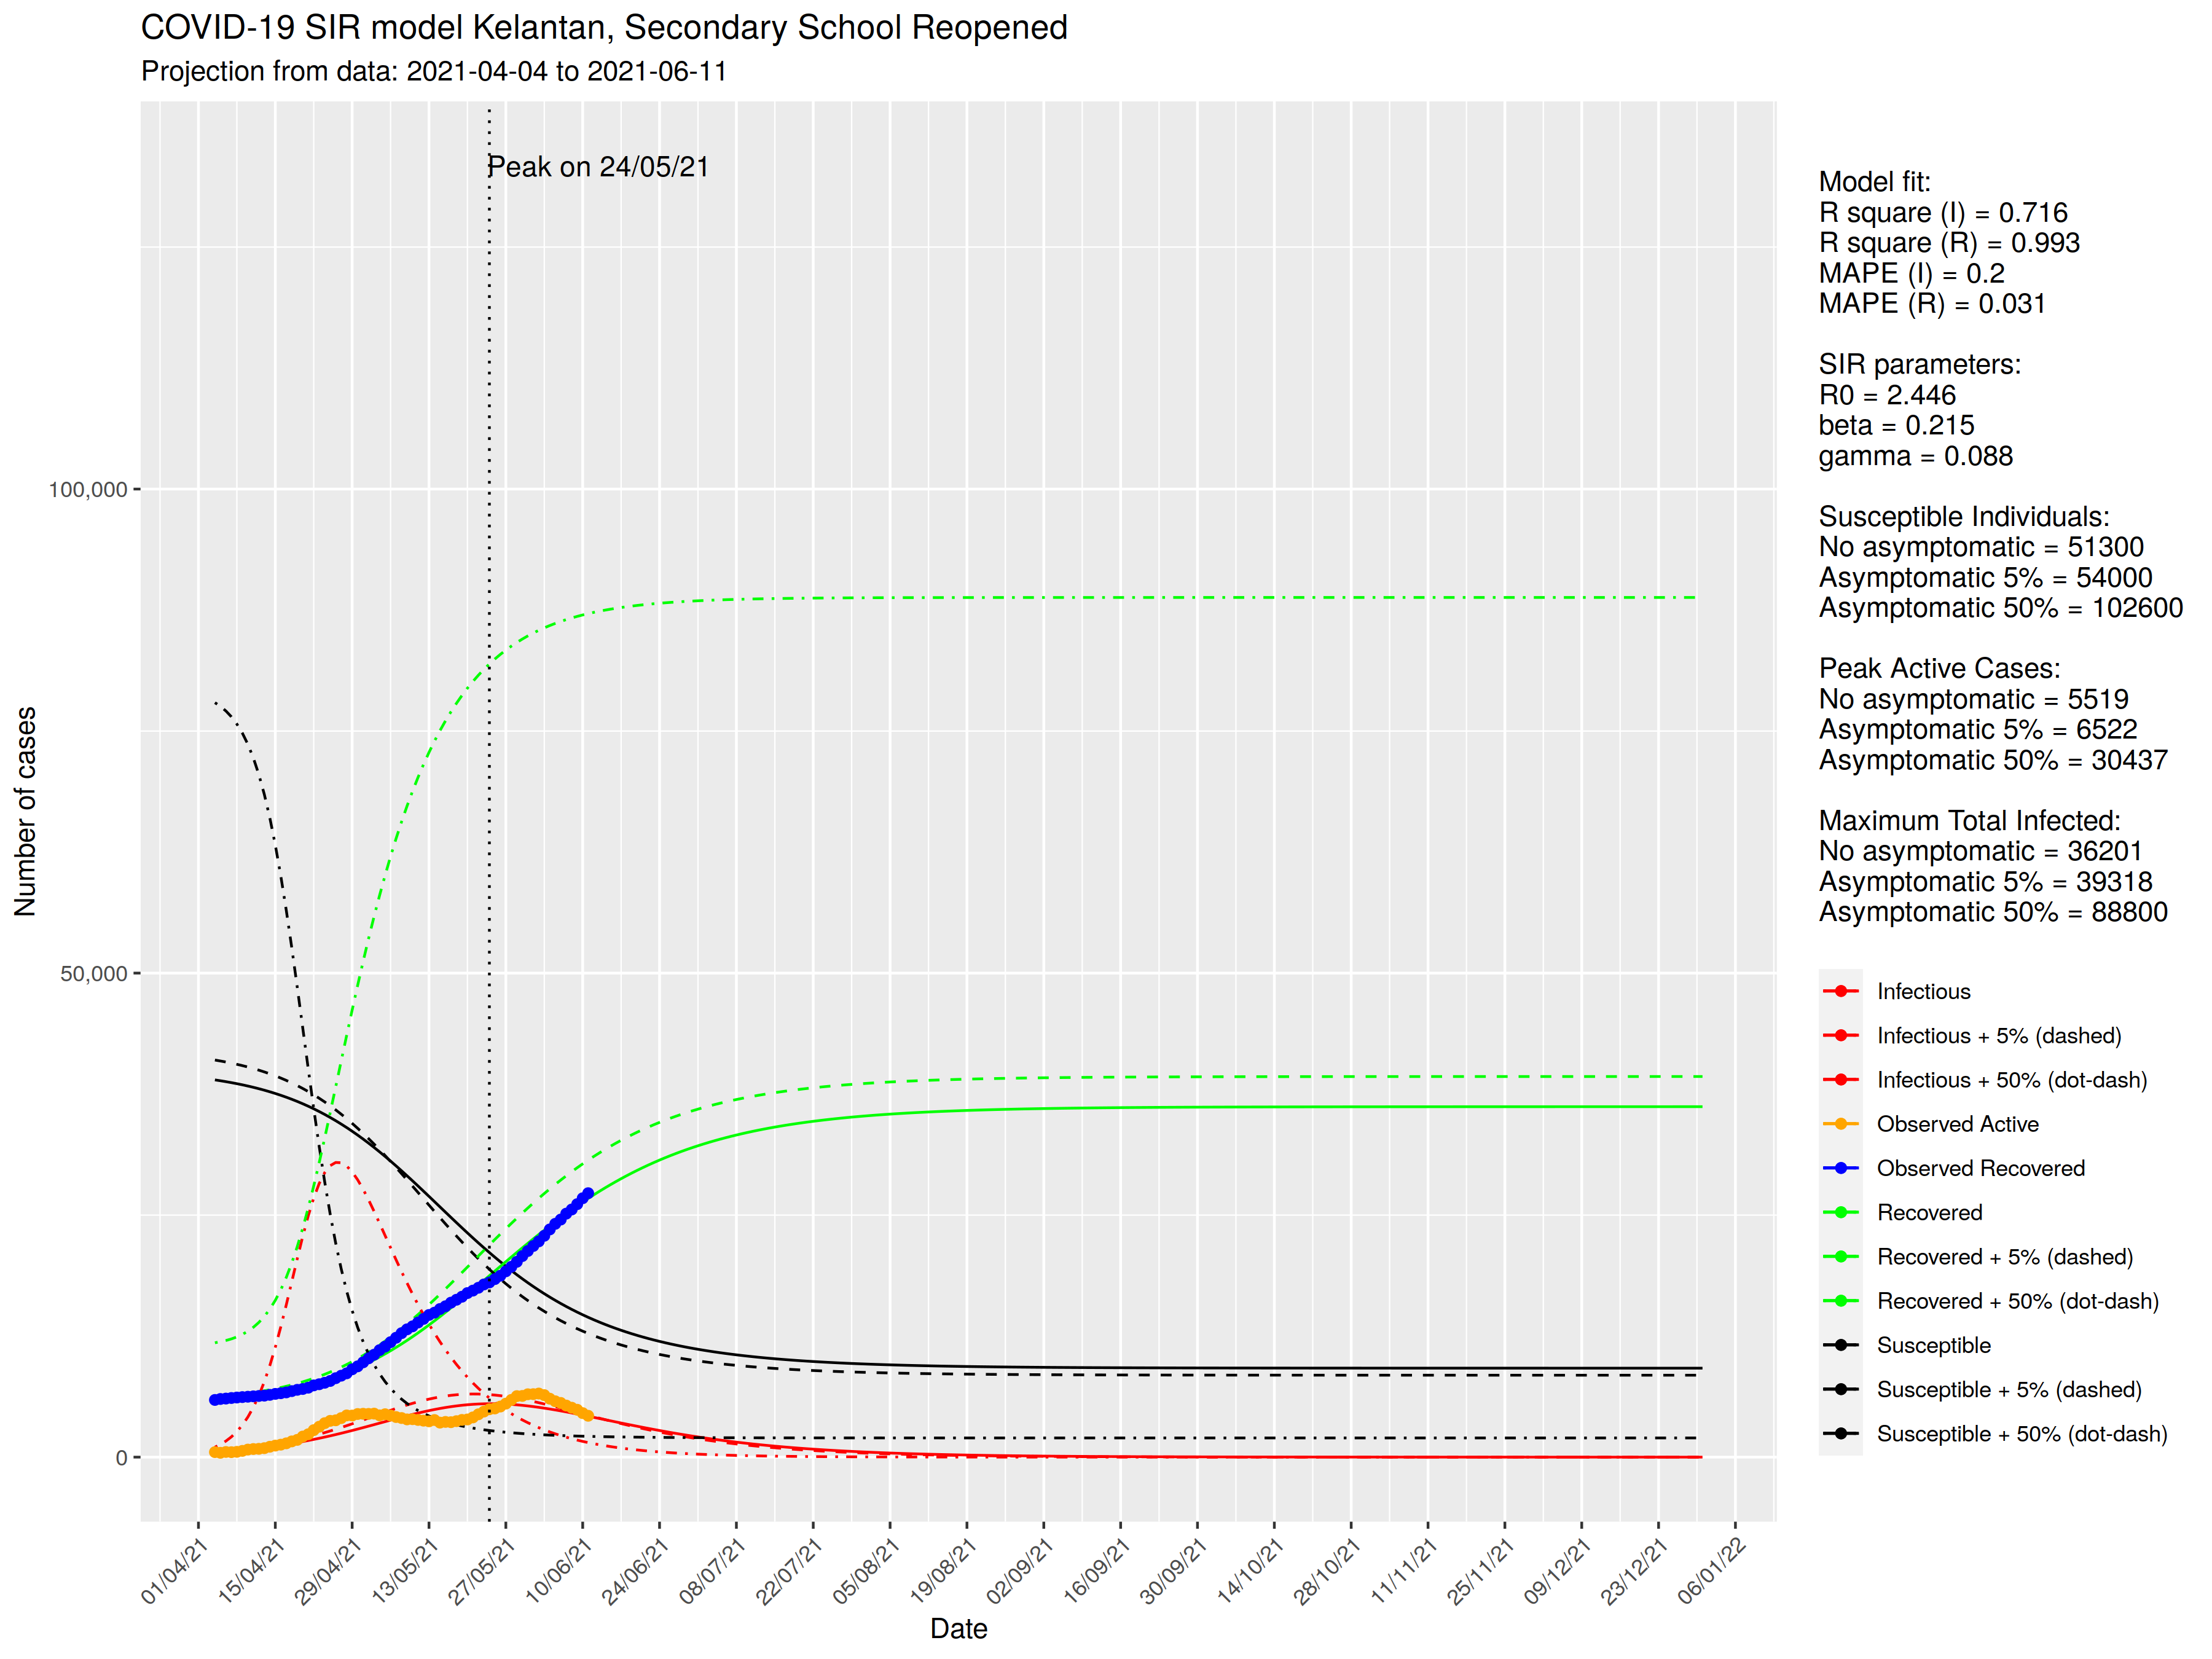 COVID-19 SIR model Kelantan, Secondary School Reopened
Projection from data: 2021-04-04 to 2021-06-11
Peak on 24/05/21
Number of cases
100,000
50,000
0
01/04/21
15/04/21
29/04/21
13/05/21
27/05/21
10/06/21
24/06/21
08/07/21
22/07/21
05/08/21
19/08/21
02/09/21
16/09/21
30/09/21
14/10/21
28/10/21
11/11/21
25/11/21
09/12/21
23/12/21
06/01/22
Date
Model fit:
R square (I) = 0.716
R square (R) = 0.993
MAPE (I) = 0.2
MAPE (R) = 0.031
SIR parameters:
R0 = 2.446
beta = 0.215
gamma = 0.088
Susceptible Individuals:
No asymptomatic = 51300
Asymptomatic 5% = 54000
Asymptomatic 50% = 102600
Peak Active Cases:
No asymptomatic = 5519
Asymptomatic 5% = 6522
Asymptomatic 50% = 30437
Maximum Total Infected:
No asymptomatic = 36201
Asymptomatic 5% = 39318
Asymptomatic 50% = 88800
Infectious
Infectious + 5% (dashed)
Infectious + 50% (dot-dash)
Observed Active
Observed Recovered
Recovered
Recovered + 5% (dashed)
Recovered + 50% (dot-dash)
Susceptible
Susceptible + 5% (dashed)
Susceptible + 50% (dot-dash)